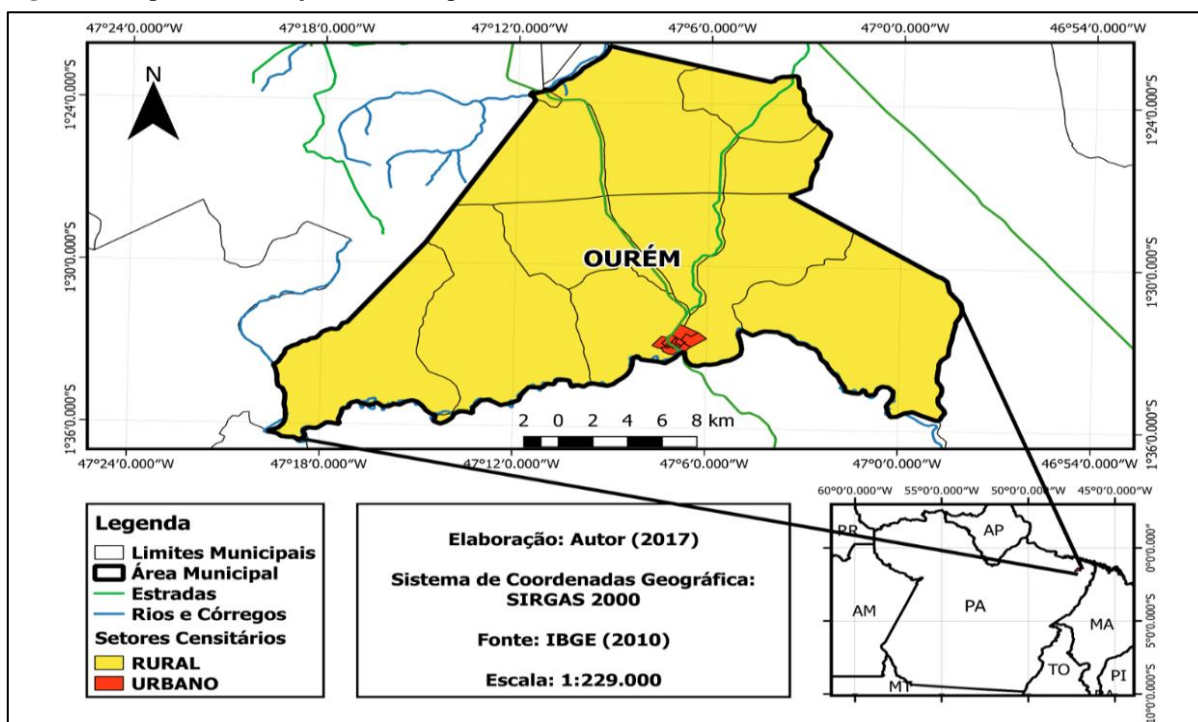 47°24'0.000"W 47°18'0.000"W 47°12'0.000"W 47°6'0.000"W 47°0'0.000"W 46°54'0.000"W
N
1°24'0.000"S
1°24'0.000"S
OURÉM
1°30'0.000"S
1°30'0.000"S
1°36'0.000"S
1°36'0.000"S
2 0 2 4 6 8 km
47°24'0.000"W 47°18'0.000"W 47°12'0.000"W 47°6'0.000"W 47°0'0.000"W 46°54'0.000"W
Legenda
Limites Municipais
Área Municipal
Estradas
Rios e Córregos
Setores Censitários
RURAL
URBANO
Elaboração: Autor (2017)
Sistema de Coordenadas Geográfica:
SIRGAS 2000
Fonte: IBGE (2010)
Escala: 1:229.000
60°0'0.000"W 55°0'0.000"W 50°0'0.000"W 45°0'0.000"W
RR
AP
0°0'0.000"
AM
PA
MA
5°0'0.000"S
TO
PI
MT
10°0'0.000"S